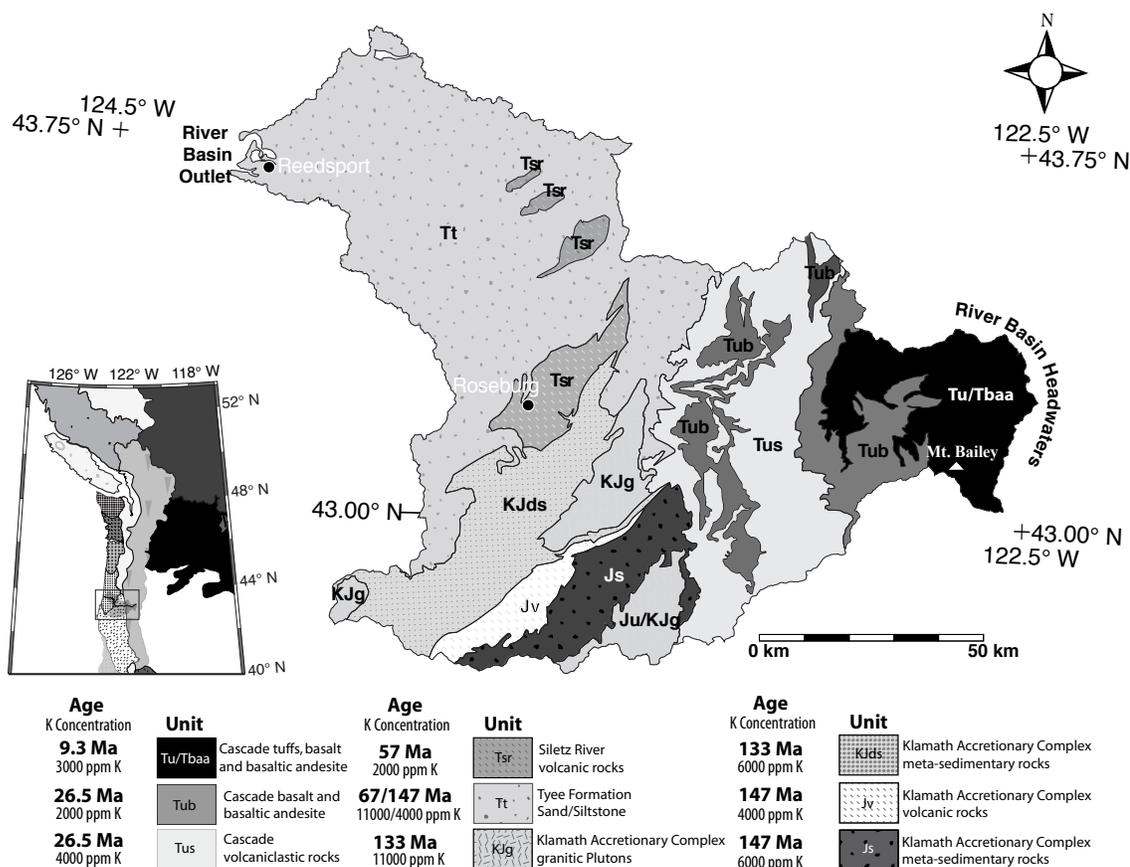 N
124.5° W
43.75° N +
River
Basin
Outlet
Reedsport
122.5° W
+43.75° N
Tsr
Tsr
Tsr
Tt
Tub
River Basin Headwaters
Tub
Tu/Tbaa
Roseburg
Tsr
Tub
Tus
Tub
Mt. Bailey
126° W 122° W 118° W
52° N
48° N
44° N
40° N
KJg
KJds
43.00° N
+43.00° N
122.5° W
Js
KJg
Jv
Ju/KJg
0 km 50 km
Age
K Concentration
Unit
9.3 Ma
3000 ppm K
Tu/Tbaa
Cascade tuffs, basalt
and basaltic andesite
26.5 Ma
2000 ppm K
Tub
Cascade basalt and
basaltic andesite
26.5 Ma
4000 ppm K
Tus
Cascade
volcaniclastic rocks
Age
K Concentration
Unit
57 Ma
2000 ppm K
Tsr
Siletz River
volcanic rocks
67/147 Ma
11000/4000 ppm K
Tt
Tyee Formation
Sand/Siltstone
133 Ma
11000 ppm K
KJg
Klamath Accretionary Complex
granitic Plutons
Age
K Concentration
Unit
133 Ma
6000 ppm K
KJds
Klamath Accretionary Complex
meta-sedimentary rocks
147 Ma
4000 ppm K
Jv
Klamath Accretionary Complex
volcanic rocks
147 Ma
6000 ppm K
Js
Klamath Accretionary Complex
meta-sedimentary rocks